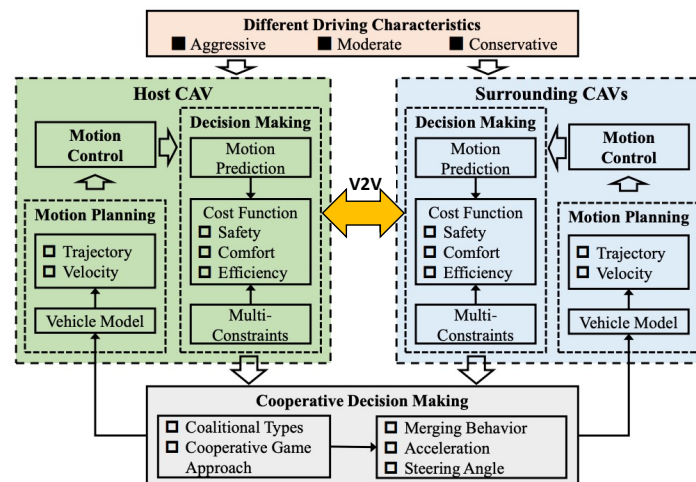 Different Driving Characteristics
Aggressive Moderate Conservative
Host CAV
Decision Making
Motion
Control
Motion
Prediction
Cost Function
Safety
Comfort
Efficiency
Multi-
Constraints
Motion Planning
Trajectory
Velocity
Vehicle Model
V2V
Surrounding CAVs
Decision Making
Motion
Prediction
Motion
Control
Cost Function
Safety
Comfort
Efficiency
Multi-
Constraints
Motion Planning
Trajectory
Velocity
Vehicle Model
Cooperative Decision Making
Coalitional Types
Cooperative Game
Approach
Merging Behavior
Acceleration
Steering Angle